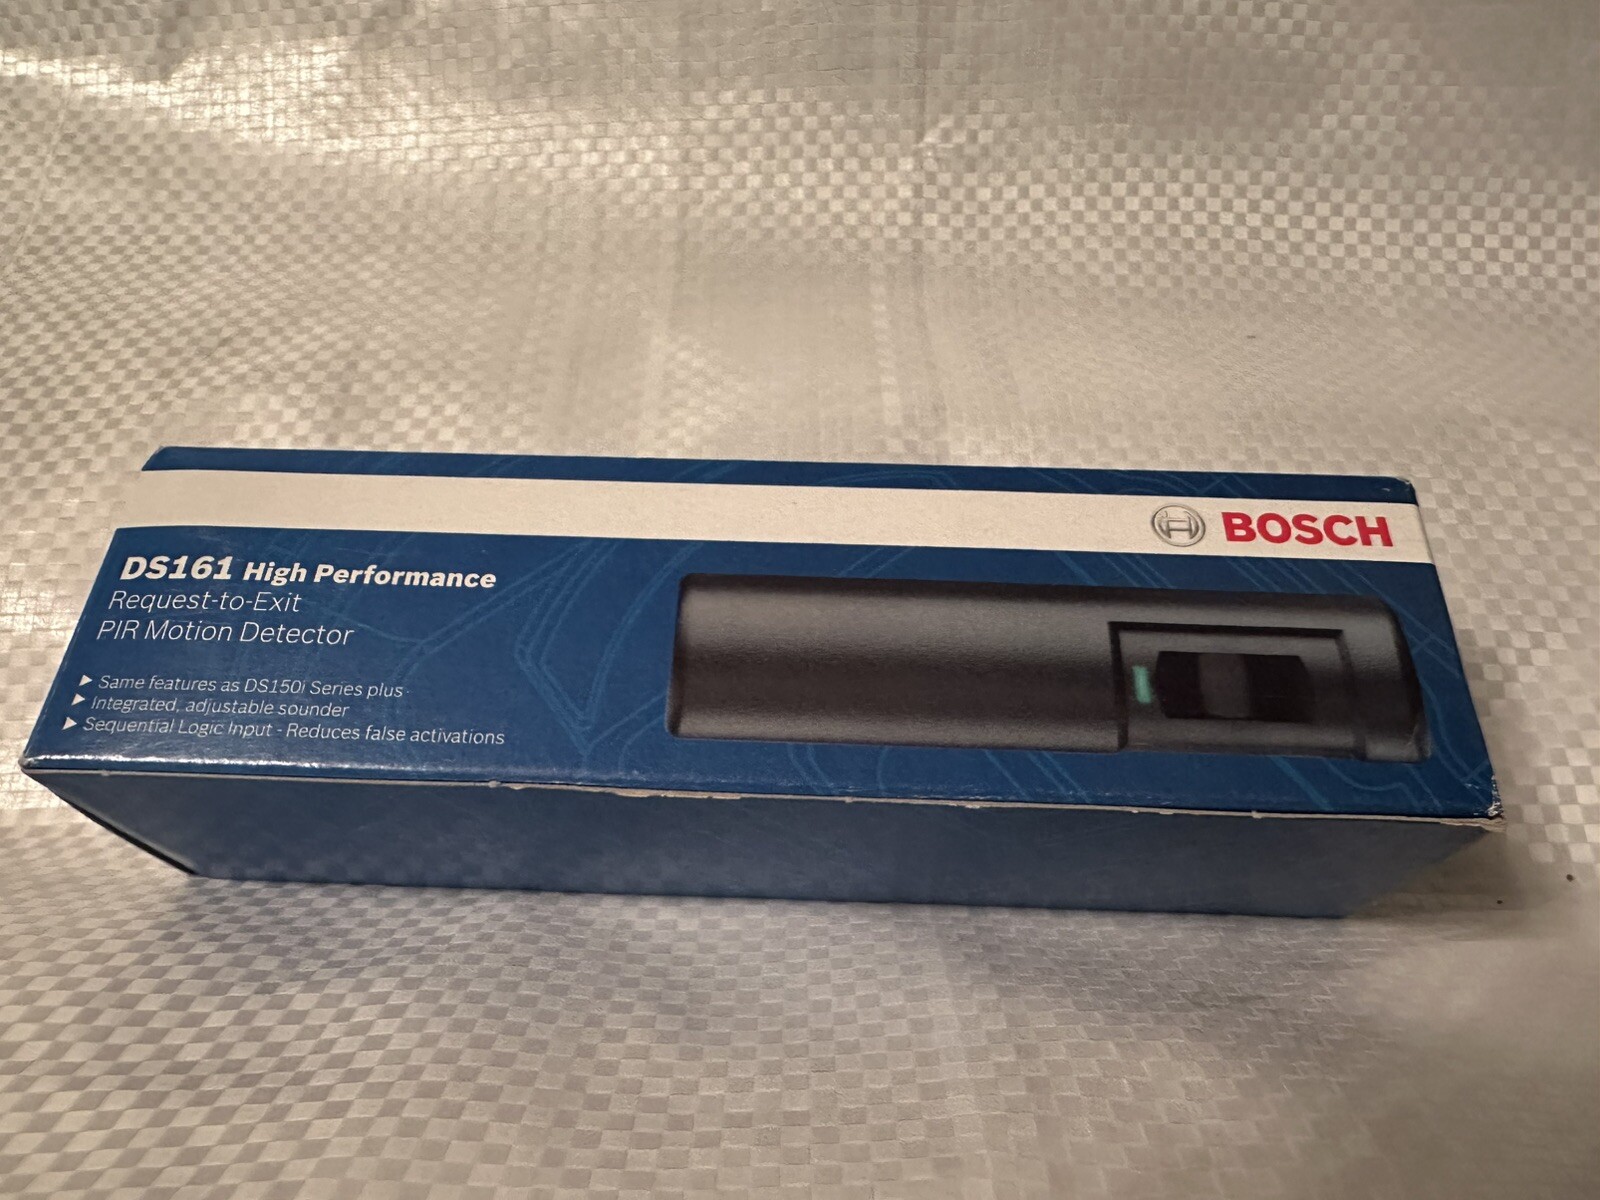 BOSCH
DS161 High Performance
Request-to-Exit
PIR Motion Detector
Same features as DS150i Series plus
Integrated, adjustable sounder
Sequential Logic Input - Reduces false activations